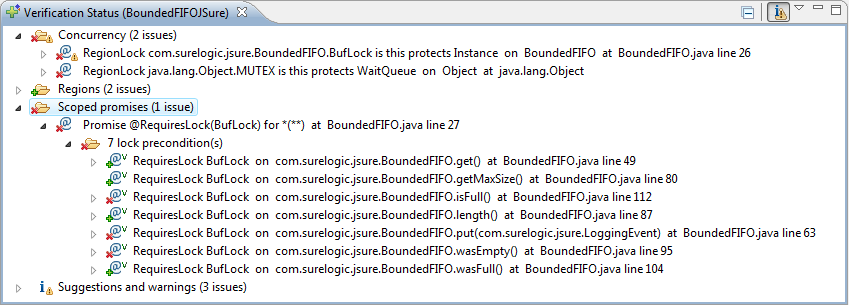 Verification Status (BoundedFIFOJSure)
Concurrency (2 issues)
RegionLock com.surelogic.jsure.BoundedFIFO.BufLock is this protects Instance on BoundedFIFO at BoundedFIFO.java line 26
RegionLock java.lang.Object.MUTEX is this protects WaitQueue on Object at java.lang.Object
Regions (2 issues)
Scoped promises (1 issue)
Promise @RequiresLock(BufLock) for *(**) at BoundedFIFO.java line 27
7 lock precondition(s)
RequiresLock BufLock on com.surelogic.jsure.BoundedFIFO.get() at BoundedFIFO.java line 49
RequiresLock BufLock on com.surelogic.jsure.BoundedFIFO.getMaxSize() at BoundedFIFO.java line 80
RequiresLock BufLock on com.surelogic.jsure.BoundedFIFO.isFull() at BoundedFIFO.java line 112
RequiresLock BufLock on com.surelogic.jsure.BoundedFIFO.length() at BoundedFIFO.java line 87
RequiresLock BufLock on com.surelogic.jsure.BoundedFIFO.put(com.surelogic.jsure.LoggingEvent) at BoundedFIFO.java line 63
RequiresLock BufLock on com.surelogic.jsure.BoundedFIFO.wasEmpty() at BoundedFIFO.java line 95
RequiresLock BufLock on com.surelogic.jsure.BoundedFIFO.wasFull() at BoundedFIFO.java line 104
Suggestions and warnings (3 issues)